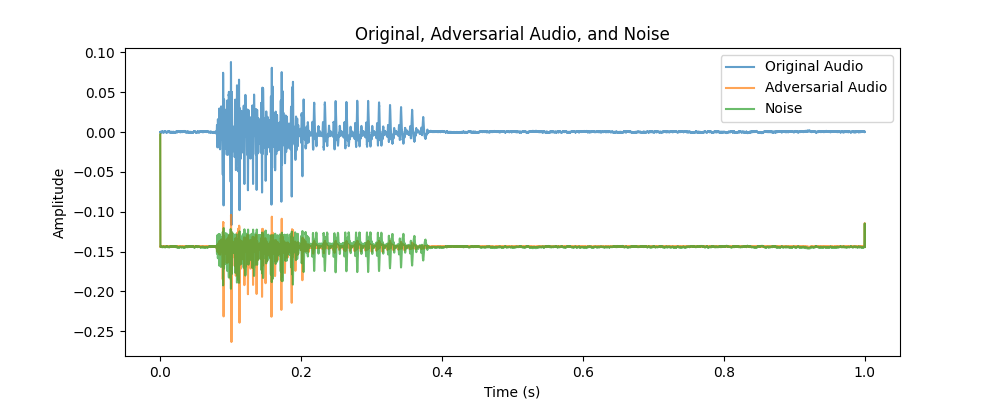 Original, Adversarial Audio, and Noise
Original Audio
Adversarial Audio
Noise
0.10
0.05
0.00
−0.05
−0.10
−0.15
−0.20
−0.25
Amplitude
0.0 0.2 0.4 0.6 0.8 1.0
Time (s)